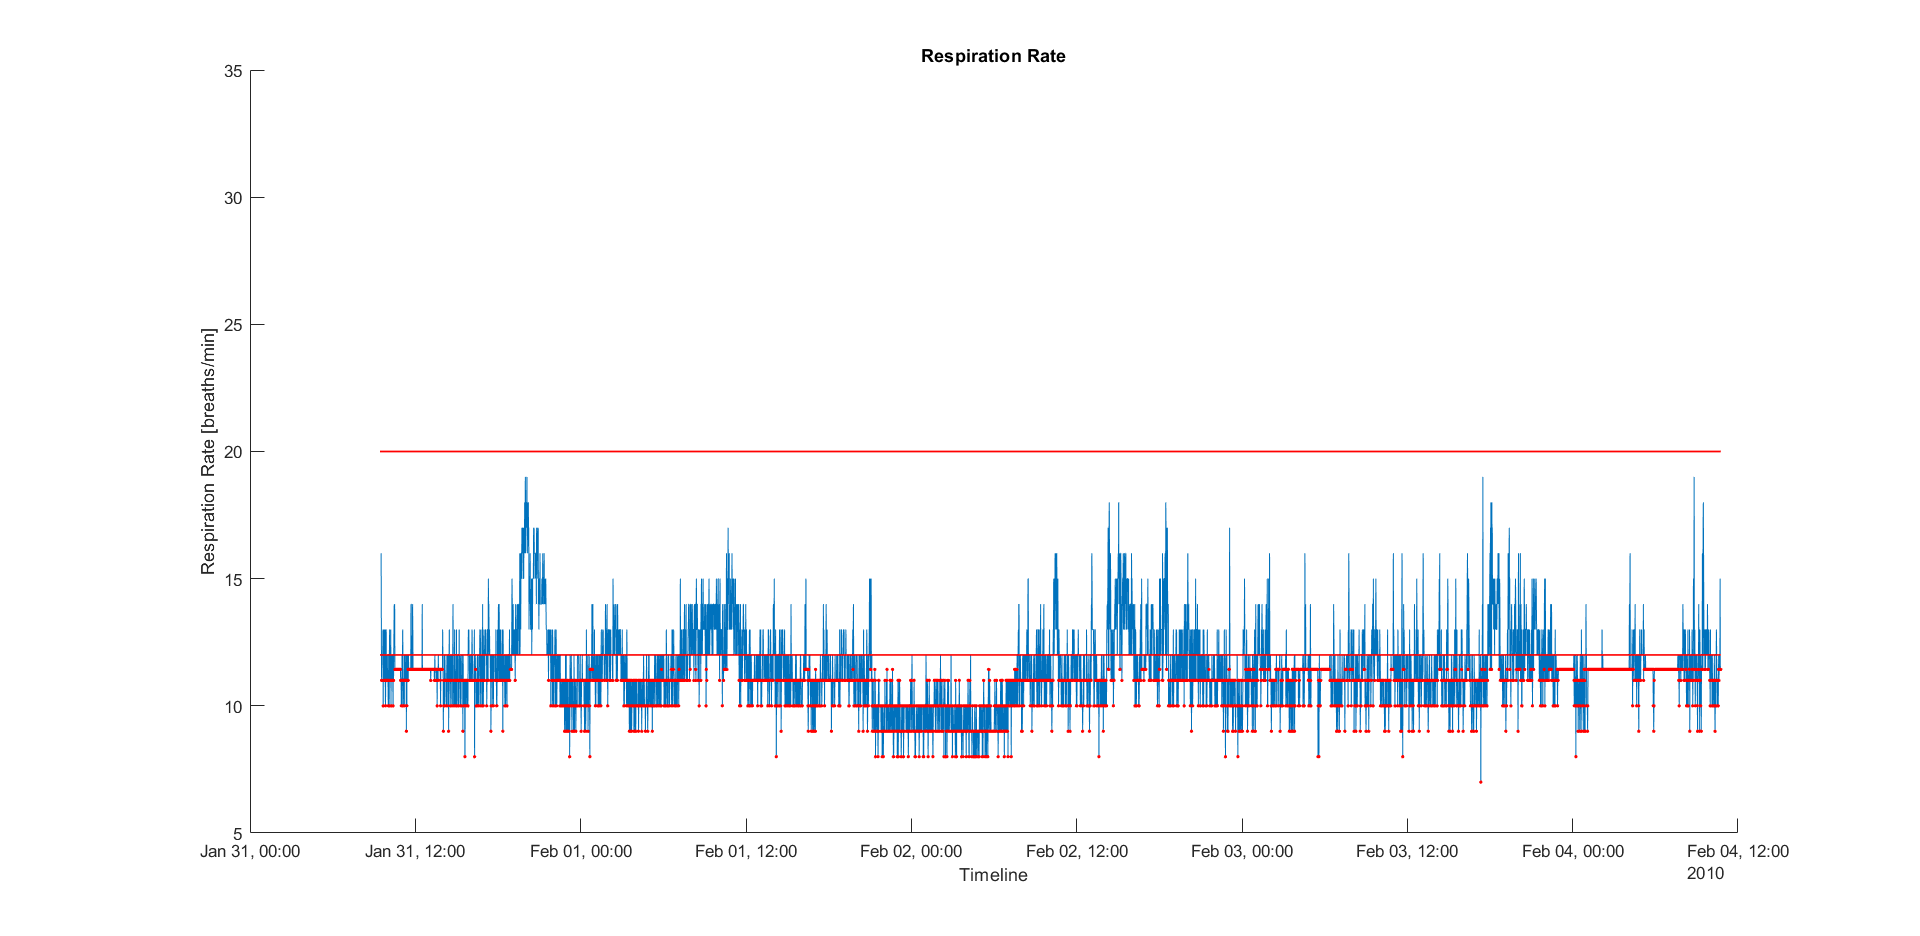 Respiration Rate
35
30
25
20
15
10
5
Respiration Rate [breaths/min]
Jan 31, 00:00
Jan 31, 12:00
Feb 01, 00:00
Feb 01, 12:00
Feb 02, 00:00
Feb 02, 12:00
Feb 03, 00:00
Feb 03, 12:00
Feb 04, 00:00
Feb 04, 12:00
2010
Timeline